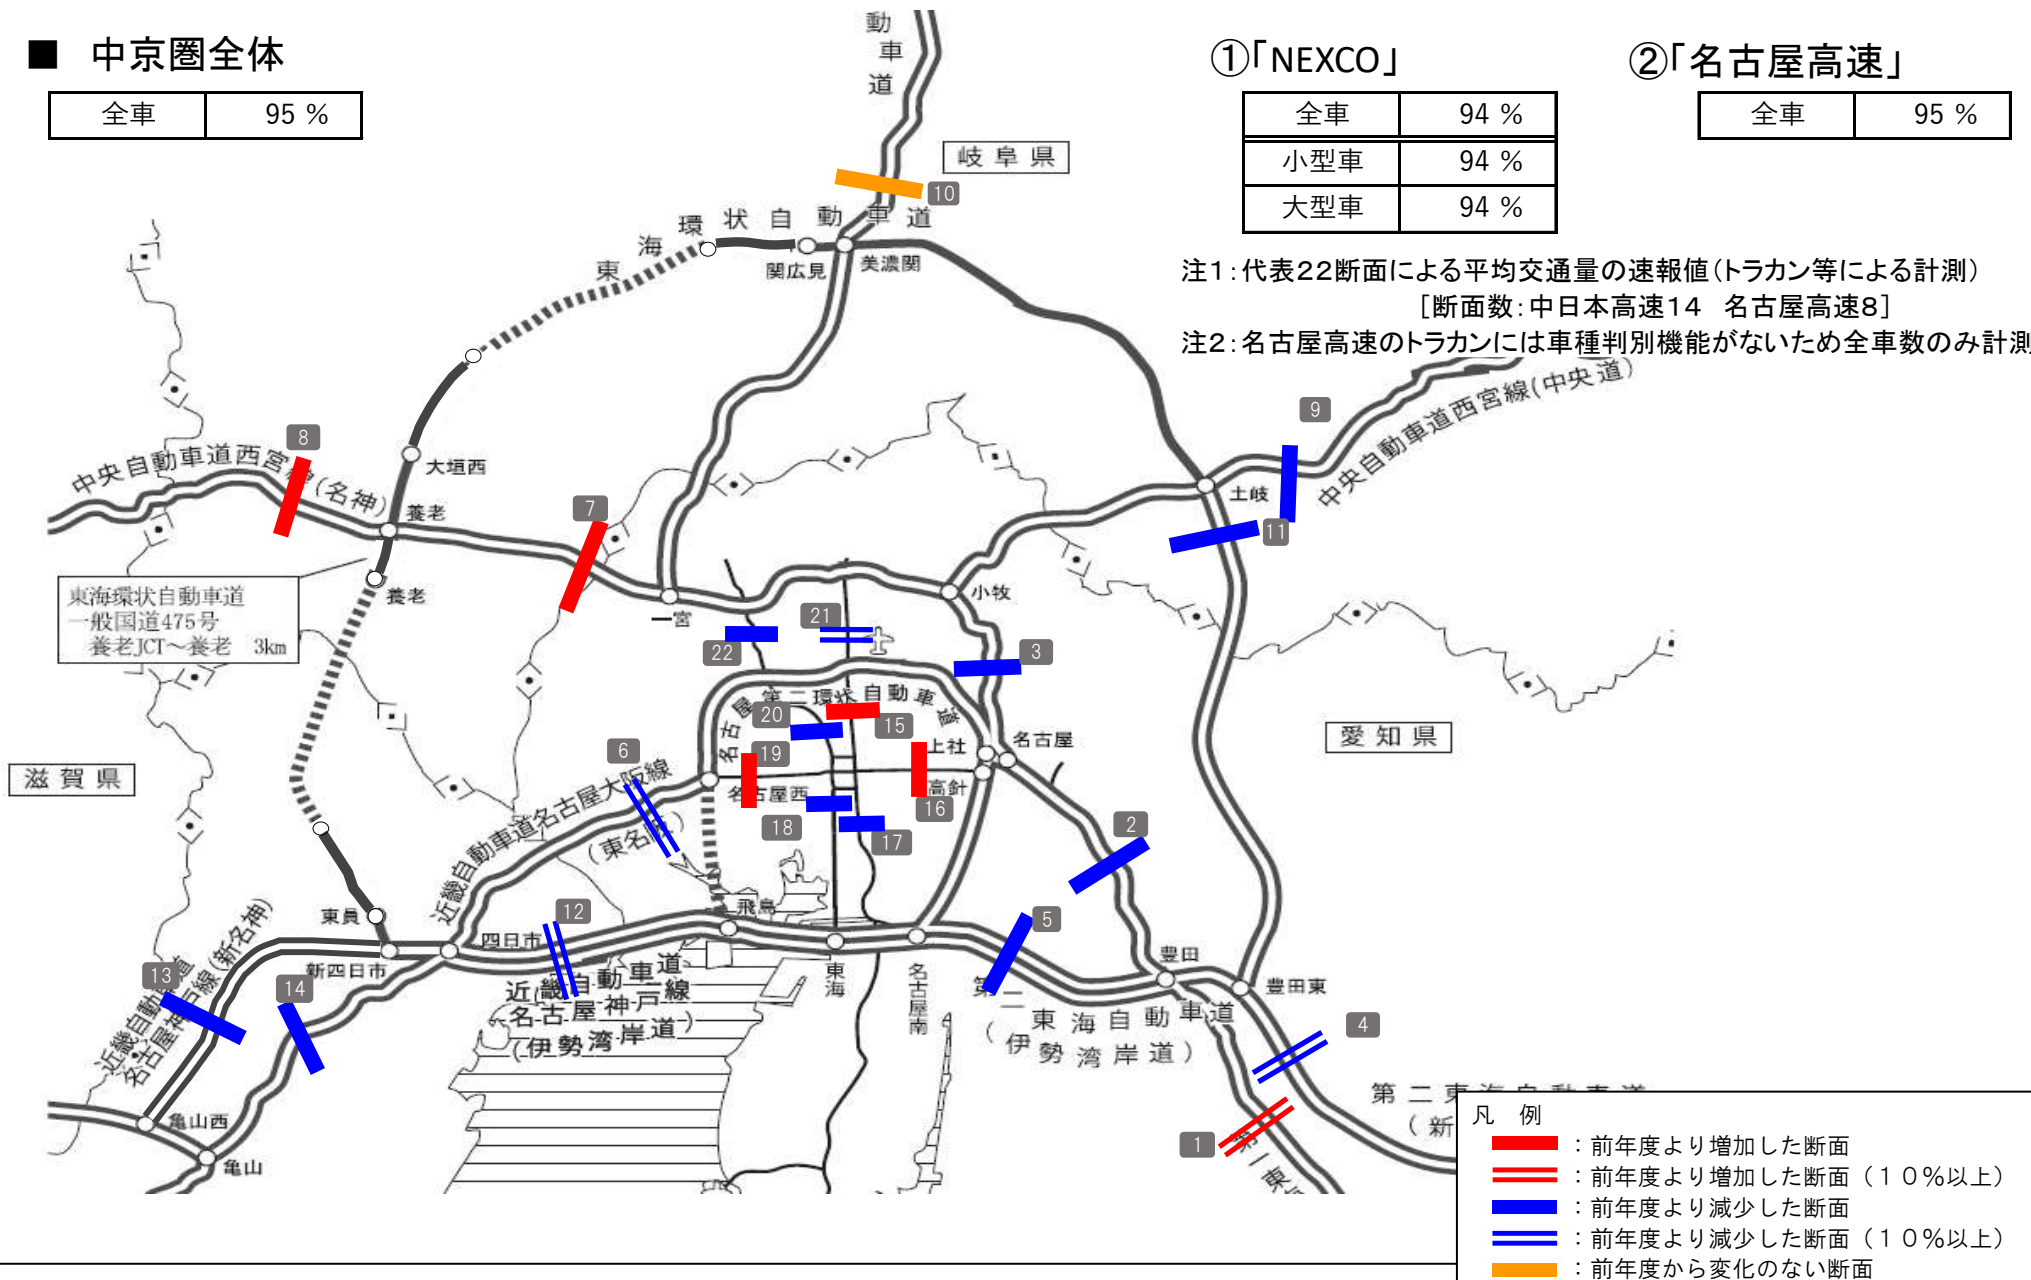 ■ 中京圏全体
全車 95 %
①「NEXCO」
全車 94 %
小型車 94 %
大型車 94 %
②「名古屋高速」
全車 95 %
注1：代表22断面による平均交通量の速報値（トラカン等による計測）
［断面数：中日本高速14　名古屋高速8］
注2：名古屋高速のトラカンには車種判別機能がないため全車数のみ計測
動車道
岐阜県
10
東海環状自動車道
関広見
美濃関
9
中央自動車道西宮線(中央道)
8
中央自動車道西宮線(名神)
大垣西
養老
7
土岐
11
養老
東海環状自動車道
一般国道475号
養老JCT～養老　3km
一宮
小牧
21
22
3
名古屋第二環状自動車道
20
15
19
上社
名古屋
愛知県
滋賀県
6
名古屋西
高針
16
18
17
2
近畿自動車道名古屋大阪線
(東名阪)
東員
12
飛島
5
四日市
新四日市
東海
名古屋南
豊田
豊田東
13
14
近畿自動車道
名古屋神戸線(新名神)
近畿自動車道
名古屋神戸線
(伊勢湾岸道)
第二東海自動車道
(伊勢湾岸道)
4
亀山西
亀山
1
第一東
第二東海自動車道
(新
凡　例
：前年度より増加した断面
：前年度より増加した断面（１０％以上）
：前年度より減少した断面
：前年度より減少した断面（１０％以上）
：前年度から変化のない断面